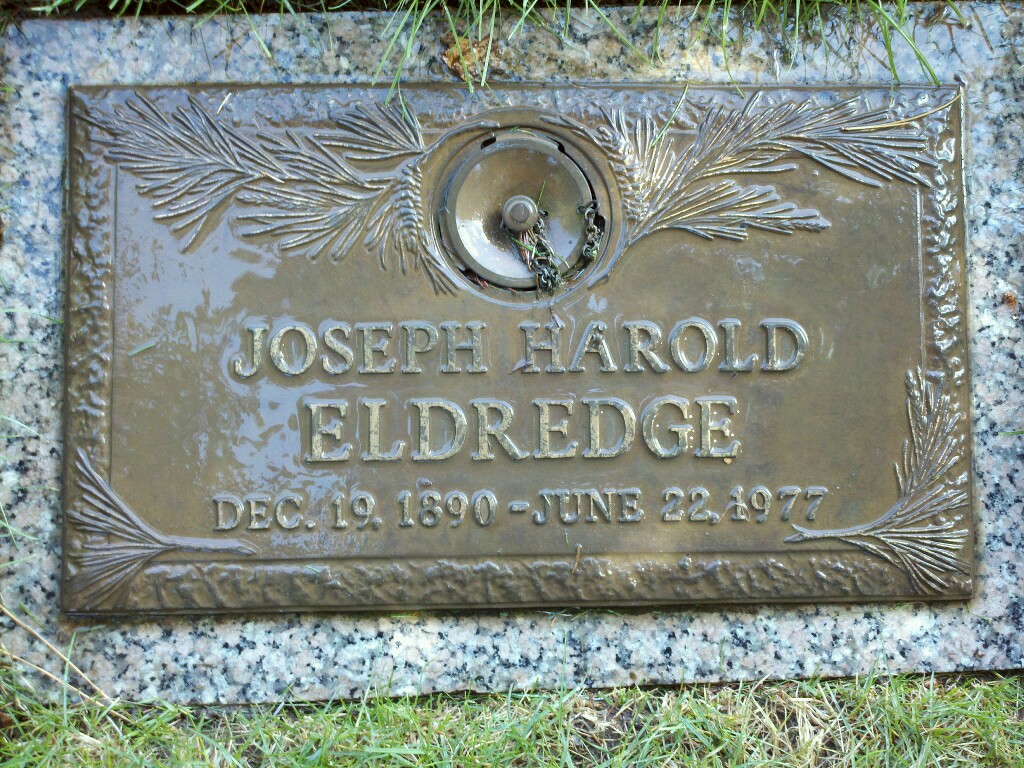 JOSEPH HAROLD
ELDREDGE
DEC. 19, 1890 - JUNE 22, 1977